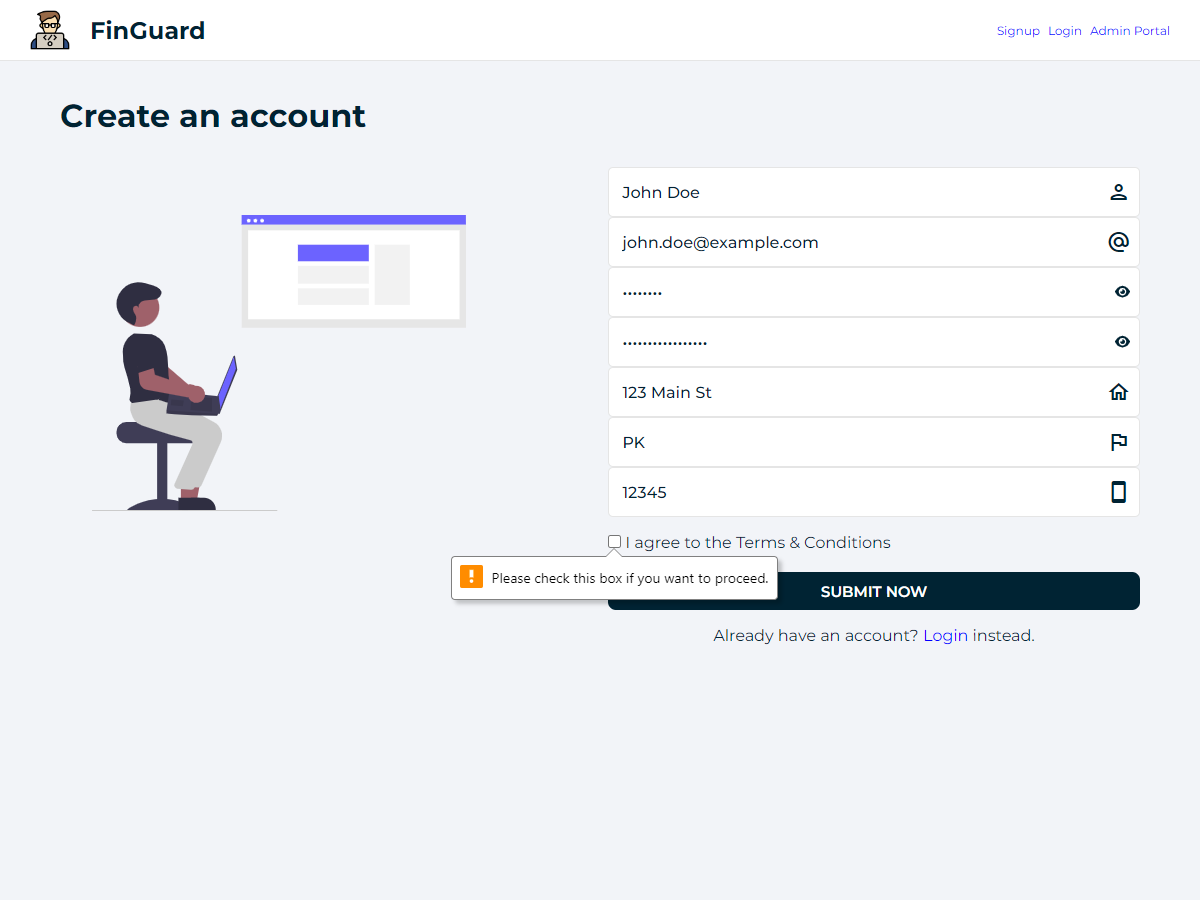 FinGuard
Signup Login Admin Portal
Create an account
John Doe
john.doe@example.com
••••••••
•••••••••••••••••
123 Main St
PK
12345
I agree to the Terms & Conditions
Please check this box if you want to proceed.
SUBMIT NOW
Already have an account? Login instead.